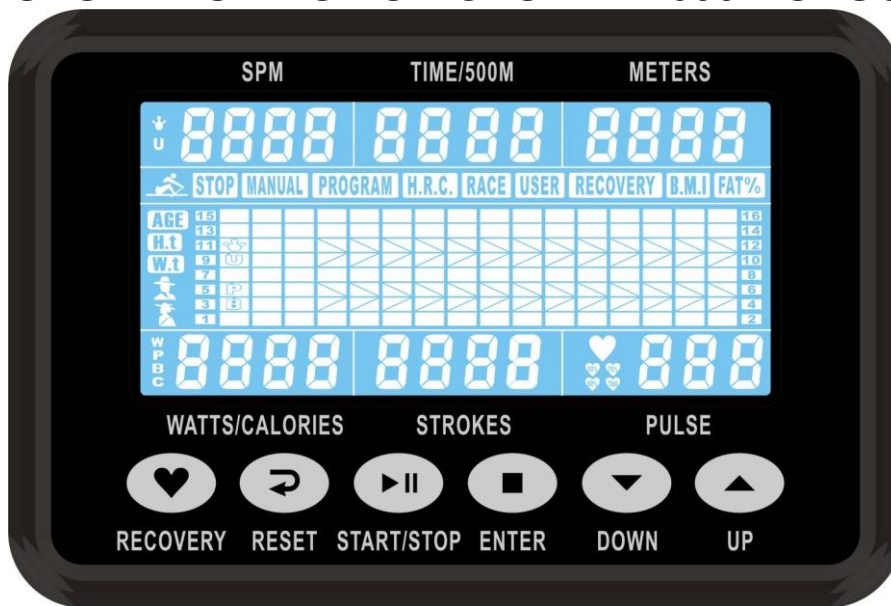 SPM TIME/500M METERS
U 8888 8888 8888
STOP MANUAL PROGRAM H.R.C. RACE USER RECOVERY B.M.I FAT%
AGE 15 16
13 14
H.t 11 12
W.t 9 U 10
7 8
5 P 6
3 B 4
1 2
W P B C 8888 8888 888
WATTS/CALORIES STROKES PULSE
RECOVERY RESET START/STOP ENTER DOWN UP